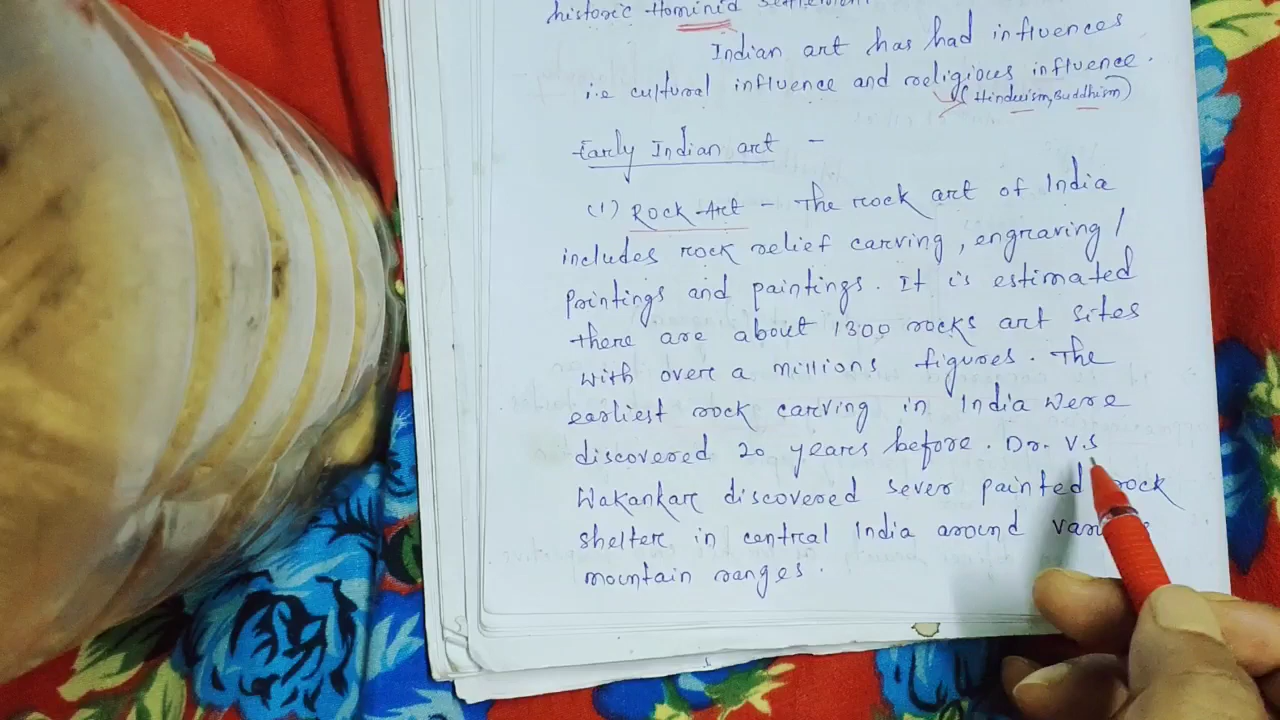 historic Hominid settlement
Indian art has had influences
i.e cultural influence and religious influence.
(Hinduism, Buddhism)
Early Indian art -
(1) Rock Art - The rock art of India
includes rock relief carving, engraving/
paintings and paintings. It is estimated
there are about 1300 rocks art sites
with over a millions figures. The
earliest rock carving in India were
discovered 20 years before. Dr. V.S
Wakankar discovered sever painted rock
shelter in central India around
mountain ranges.